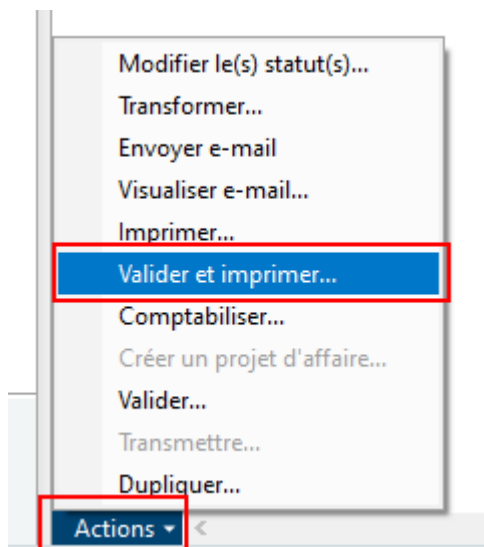 Modifier le(s) statut(s)...
Transformer...
Envoyer e-mail
Visualiser e-mail...
Imprimer...
Valider et imprimer...
Comptabiliser...
Créer un projet d'affaire...
Valider...
Transmettre...
Dupliquer...
Actions